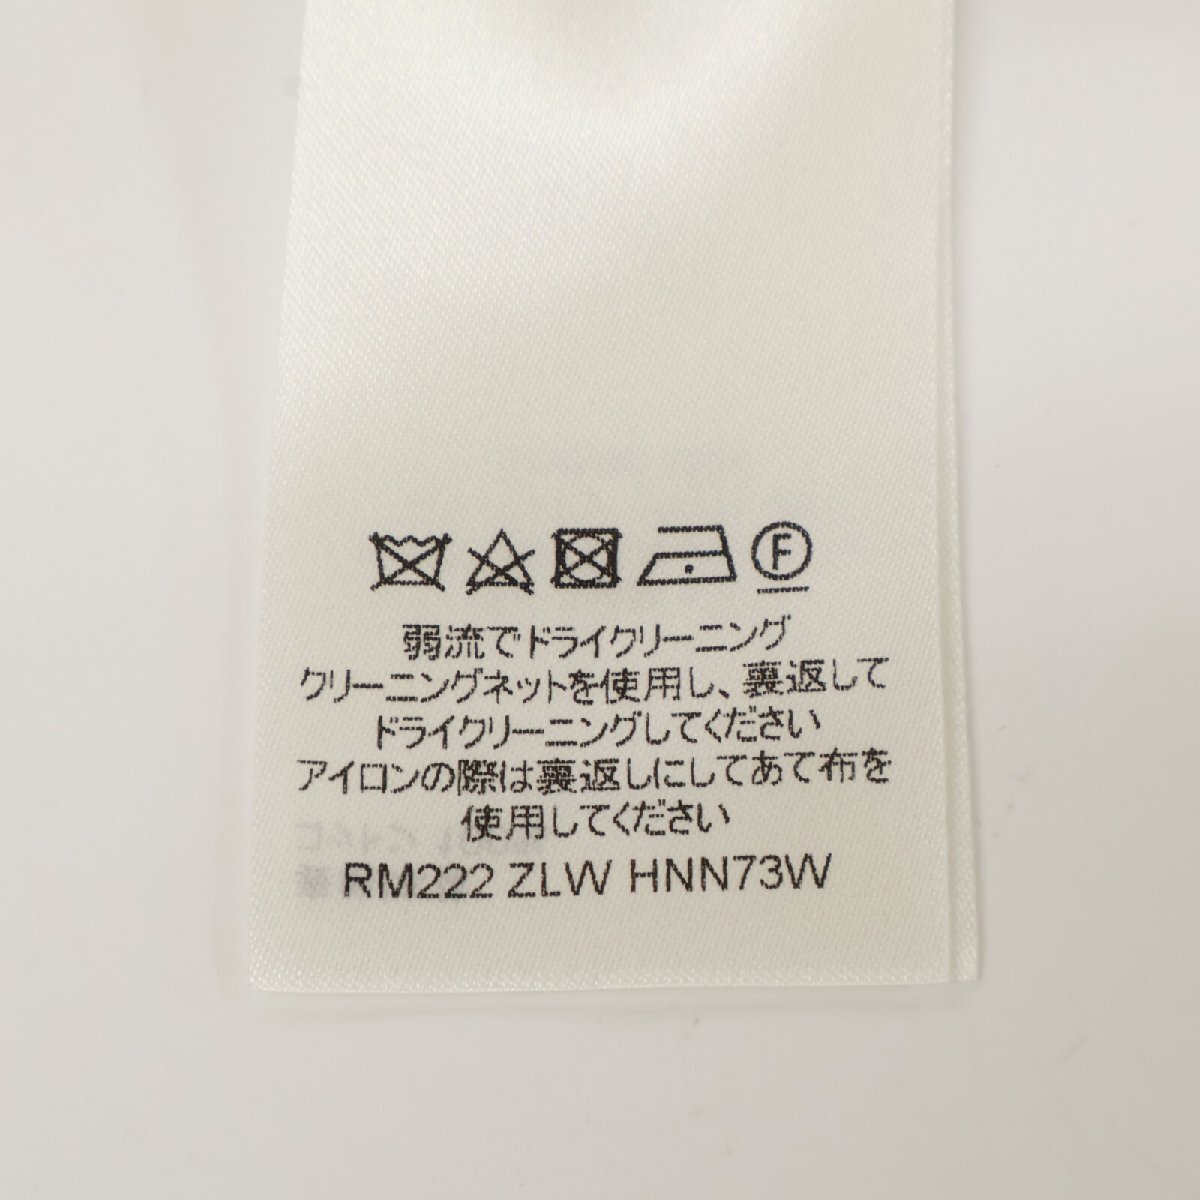 F
弱流でドライクリーニング
クリーニングネットを使用し、裏返して
ドライクリーニングしてください
アイロンの際は裏返しにしてあて布を
使用してください
RM222 ZLW HNN73W